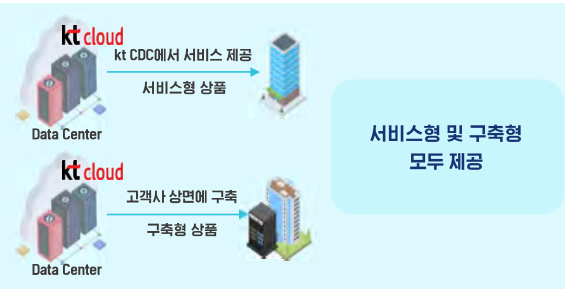 kt cloud
kt CDC에서 서비스 제공
서비스형 상품
Data Center
서비스형 및 구축형
모두 제공
kt cloud
고객사 상면에 구축
구축형 상품
Data Center